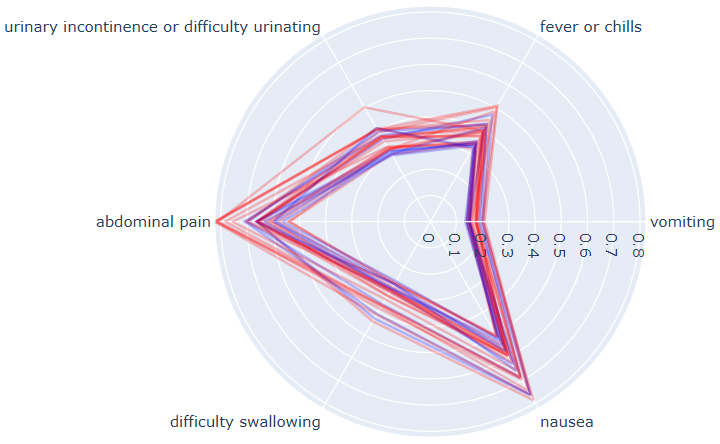 urinary incontinence or difficulty urinating
fever or chills
abdominal pain
vomiting
0
0.1
0.2
0.3
0.4
0.5
0.6
0.7
0.8
difficulty swallowing
nausea